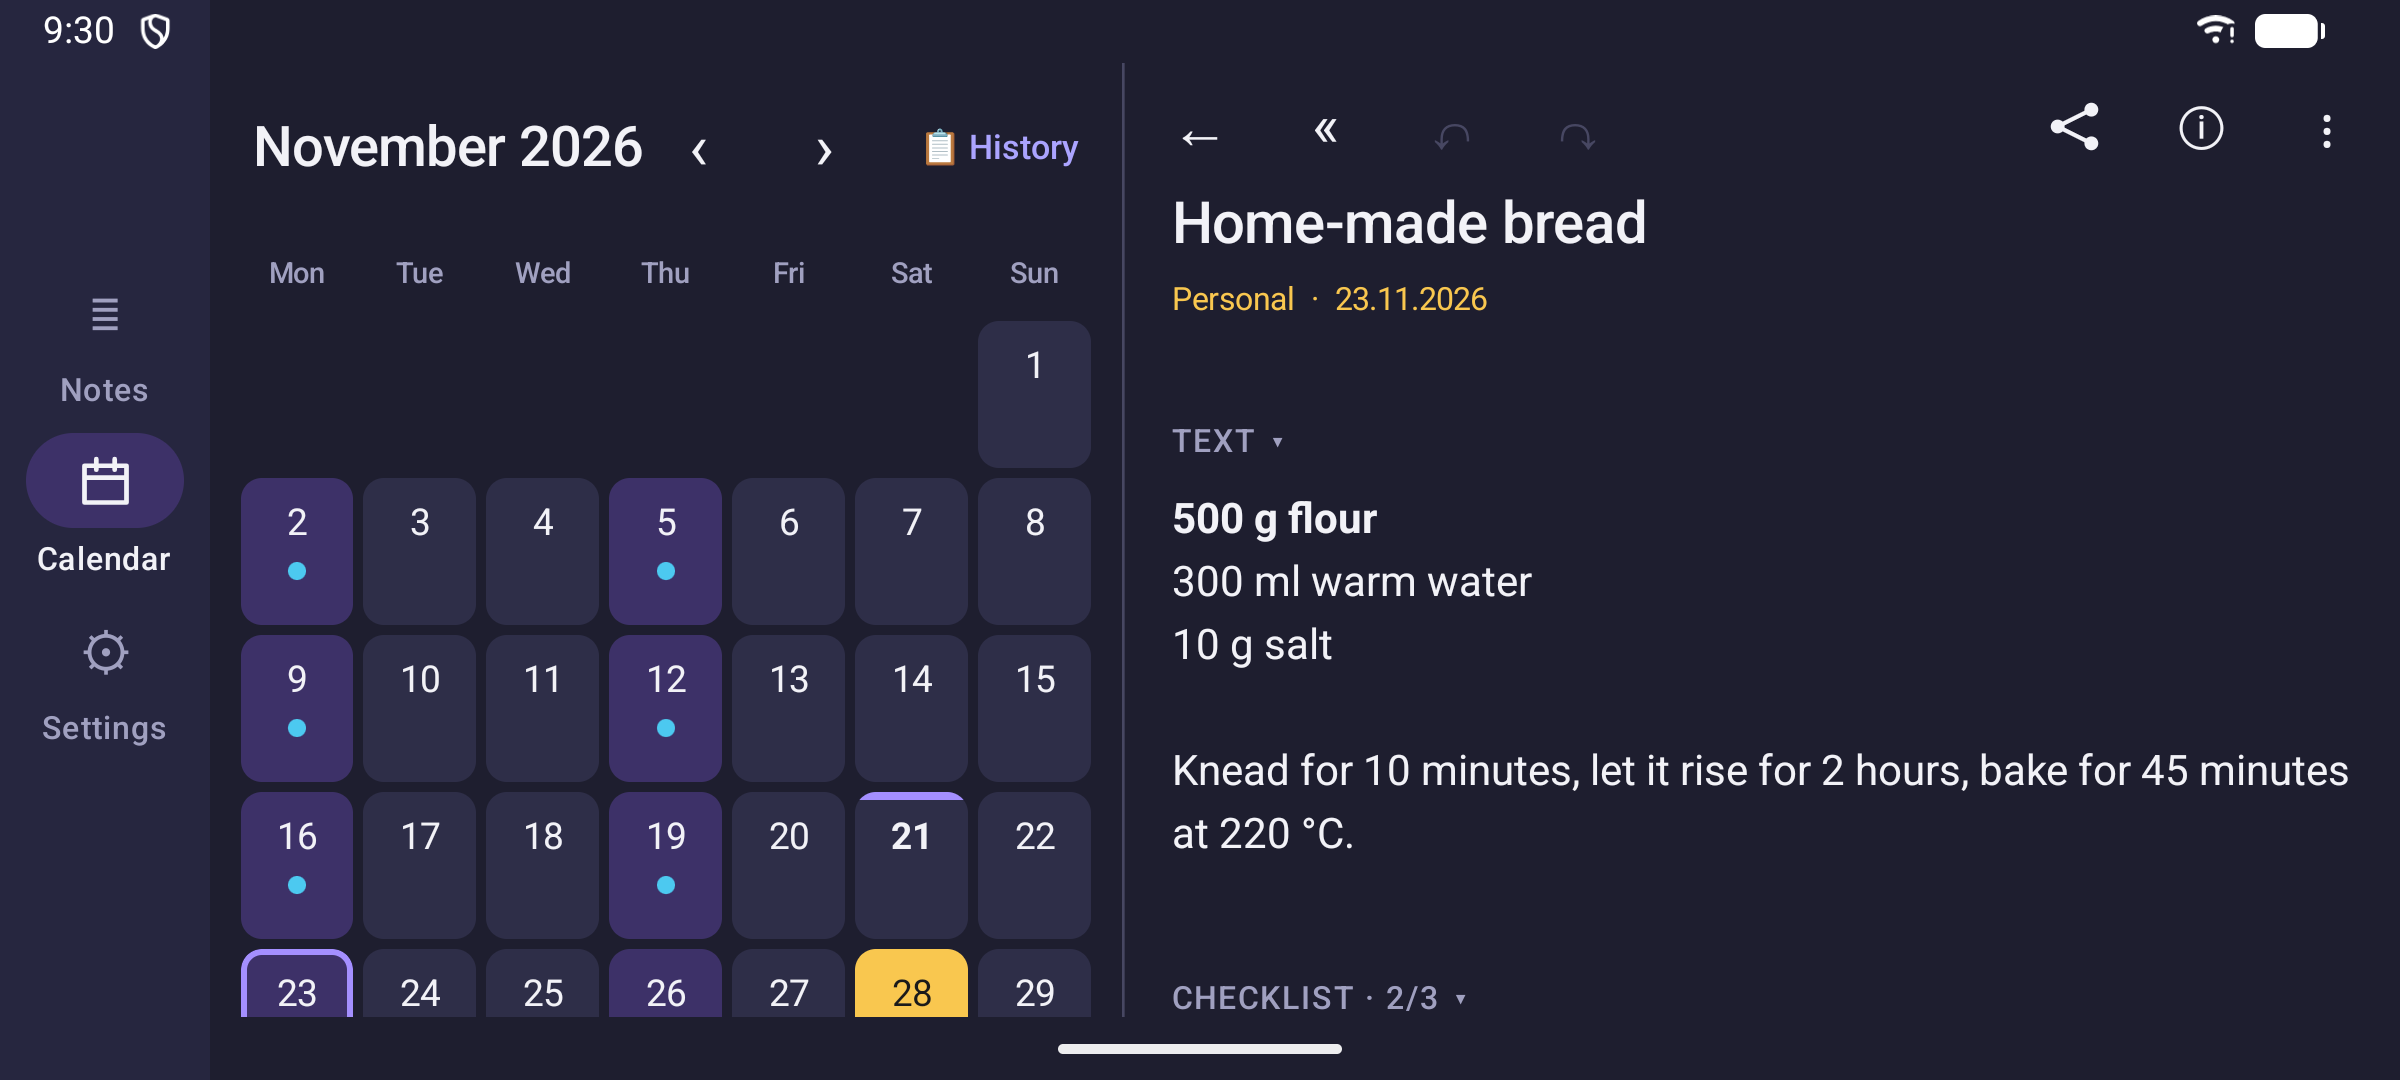 9:30
November 2026
History
Mon Tue Wed Thu Fri Sat Sun
1
2 3 4 5 6 7 8
9 10 11 12 13 14 15
16 17 18 19 20 21 22
23 24 25 26 27 28 29
Notes
Calendar
Settings
Home-made bread
Personal · 23.11.2026
TEXT
500 g flour
300 ml warm water
10 g salt
Knead for 10 minutes, let it rise for 2 hours, bake for 45 minutes
at 220 °C.
CHECKLIST · 2/3